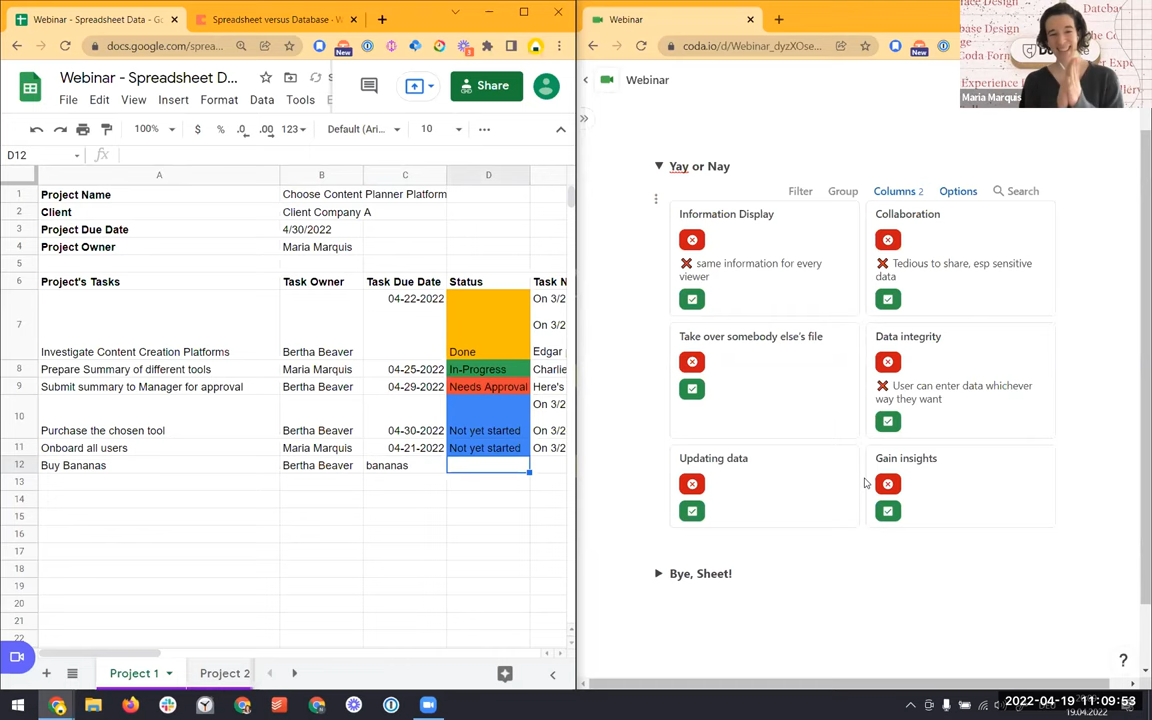 Webinar - Spreadsheet Data - Go
Spreadsheet versus Database - W
docs.google.com/sprea...
New
Webinar - Spreadsheet D...
File Edit View Insert Format Data Tools
Share
100% $ % .0 .00 123 Default (Ari... 10
D12
A B C D
1 Project Name Choose Content Planner Platform
2 Client Client Company A
3 Project Due Date 4/30/2022
4 Project Owner Maria Marquis
5
6 Project's Tasks Task Owner Task Due Date Status Task N
04-22-2022 On 3/2
7 On 3/2
Investigate Content Creation Platforms Bertha Beaver Done Edgar
8 Prepare Summary of different tools Maria Marquis 04-25-2022 In-Progress Charlie
9 Submit summary to Manager for approval Bertha Beaver 04-29-2022 Needs Approval Here's
On 3/2
10
Purchase the chosen tool Bertha Beaver 04-30-2022 Not yet started On 3/2
11 Onboard all users Maria Marquis 04-21-2022 Not yet started On 3/2
12 Buy Bananas Bertha Beaver bananas
13
14
15
16
17
18
19
20
21
22
Project 1 Project 2
Webinar
coda.io/d/Webinar_dyzXOse...
New
Webinar
Maria Marquis
Yay or Nay
Filter Group Columns 2 Options Search
Information Display
same information for every
viewer
Collaboration
Tedious to share, esp sensitive
data
Take over somebody else's file
Data integrity
User can enter data whichever
way they want
Updating data
Gain insights
Bye, Sheet!
?
2022-04-19 11:09:53
19.04.2022